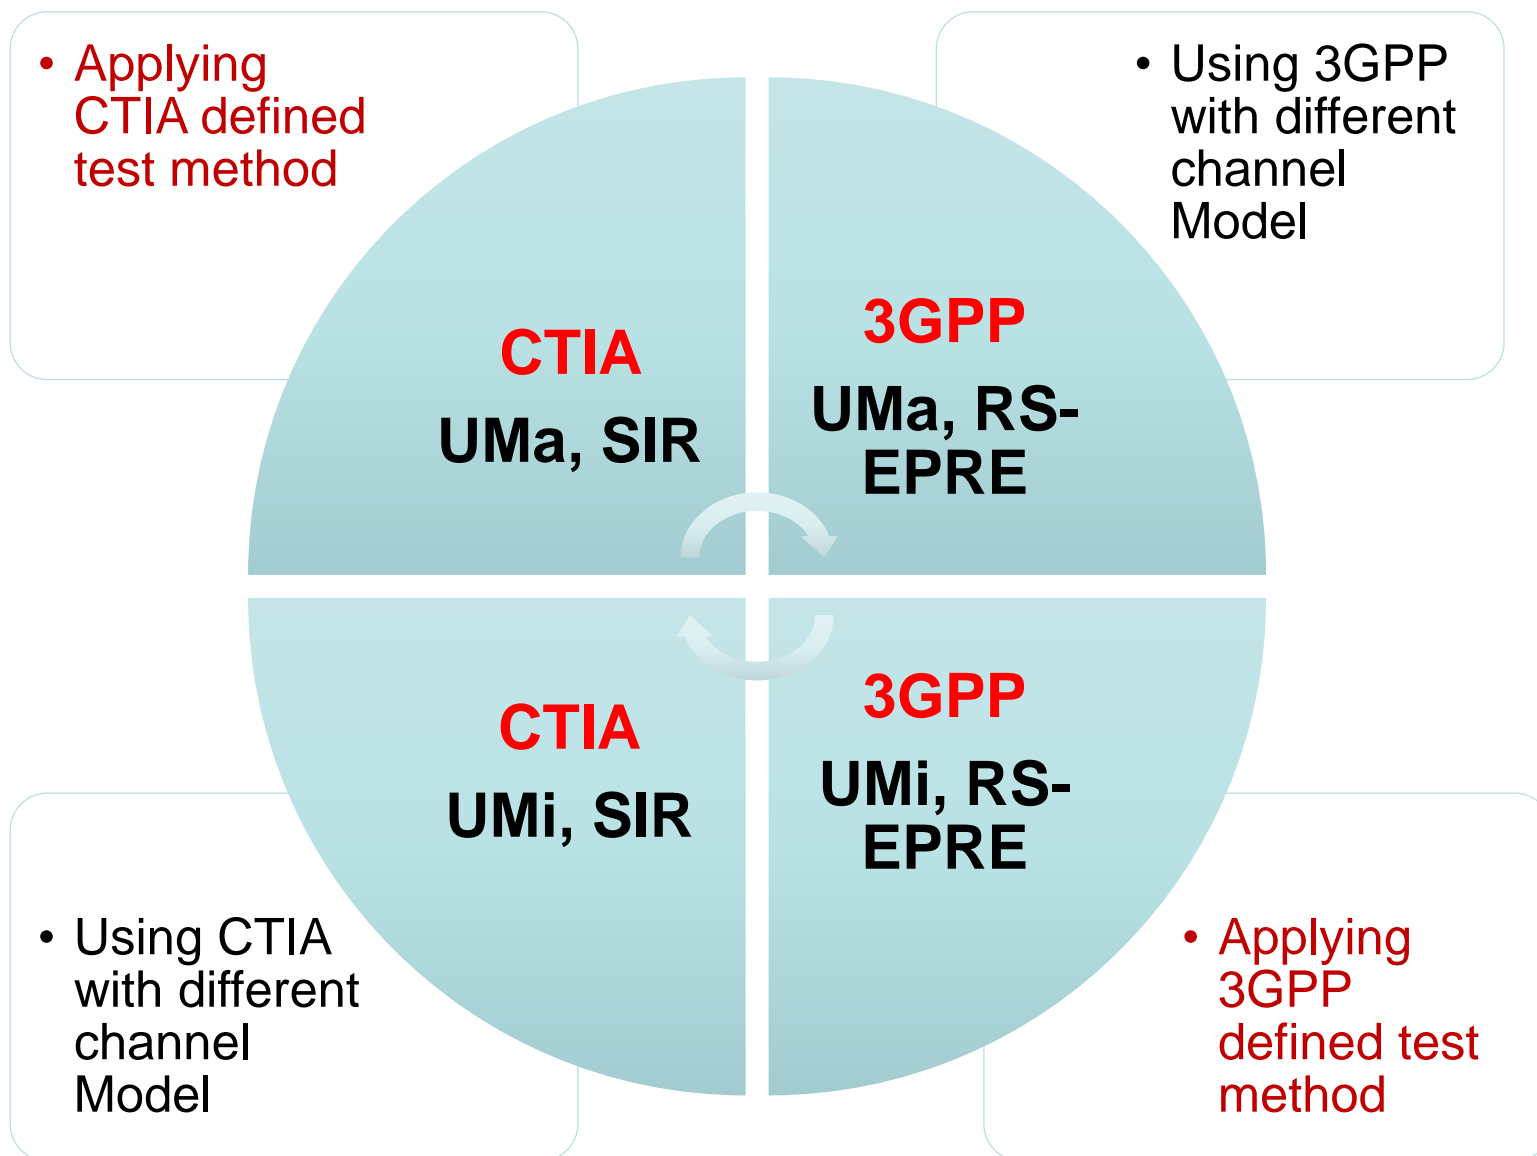 • Applying
CTIA defined
test method
• Using 3GPP
with different
channel
Model
CTIA
UMa, SIR
3GPP
UMa, RS-
EPRE
CTIA
UMi, SIR
3GPP
UMi, RS-
EPRE
• Using CTIA
with different
channel
Model
• Applying
3GPP
defined test
method